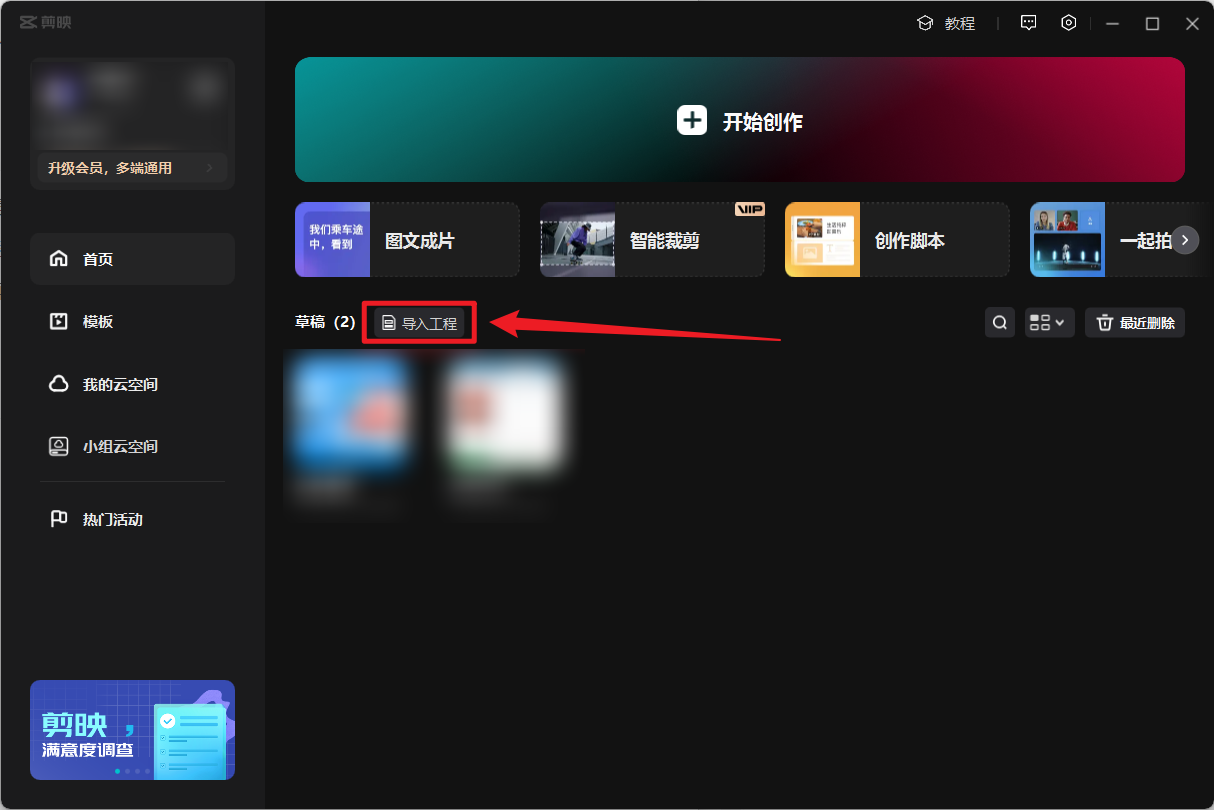 剪映
教程
升级会员，多端通用
开始创作
我们乘车途
中，看到
图文成片
VIP
智能裁剪
创作脚本
一起拍
首页
模板
我的云空间
小组云空间
热门活动
草稿（2）
导入工程
最近删除
剪映，
满意度调查